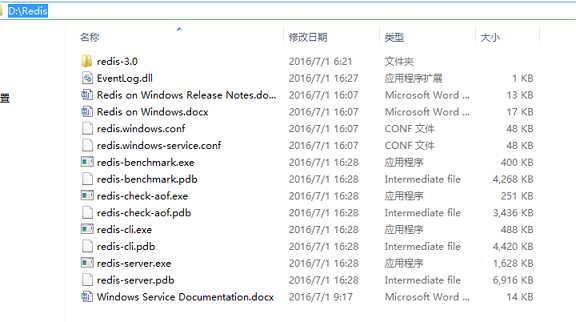 D:\Redis
名称 修改日期 类型 大小
redis-3.0 2016/7/1 6:21 文件夹
EventLog.dll 2016/7/1 16:27 应用程序扩展 1 KB
Redis on Windows Release Notes.do... 2016/7/1 16:07 Microsoft Word ... 13 KB
置 Redis on Windows.docx 2016/7/1 16:07 Microsoft Word ... 17 KB
redis.windows.conf 2016/7/1 16:07 CONF 文件 48 KB
redis.windows-service.conf 2016/7/1 16:07 CONF 文件 48 KB
redis-benchmark.exe 2016/7/1 16:28 应用程序 400 KB
redis-benchmark.pdb 2016/7/1 16:28 Intermediate file 4,268 KB
redis-check-aof.exe 2016/7/1 16:28 应用程序 251 KB
redis-check-aof.pdb 2016/7/1 16:28 Intermediate file 3,436 KB
redis-cli.exe 2016/7/1 16:28 应用程序 488 KB
redis-cli.pdb 2016/7/1 16:28 Intermediate file 4,420 KB
redis-server.exe 2016/7/1 16:28 应用程序 1,628 KB
redis-server.pdb 2016/7/1 16:28 Intermediate file 6,916 KB
Windows Service Documentation.docx 2016/7/1 9:17 Microsoft Word ... 14 KB